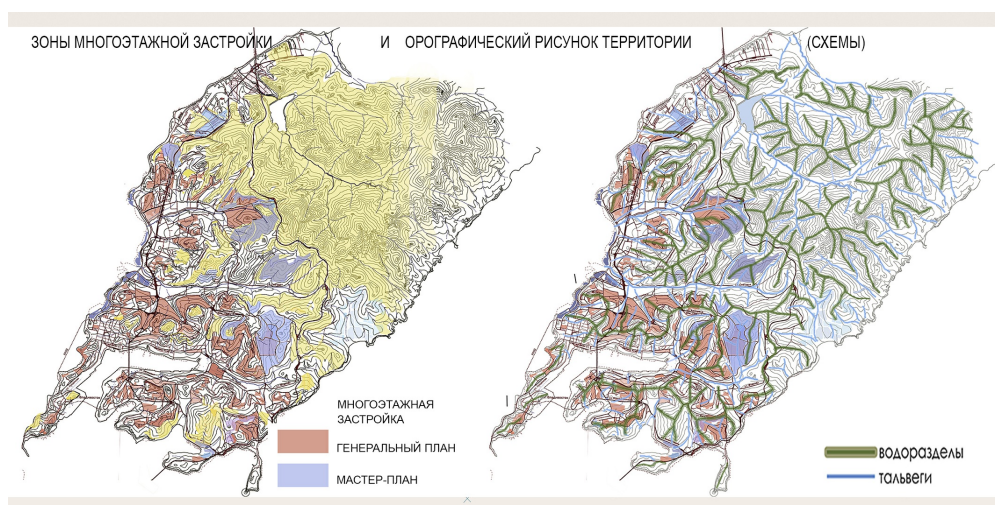 ЗОНЫ МНОГОЭТАЖНОЙ ЗАСТРОЙКИ И ОРОГРАФИЧЕСКИЙ РИСУНОК ТЕРРИТОРИИ (СХЕМЫ)
МНОГОЭТАЖНАЯ
ЗАСТРОЙКА
ГЕНЕРАЛЬНЫЙ ПЛАН
МАСТЕР-ПЛАН
водоразделы
тальвеги